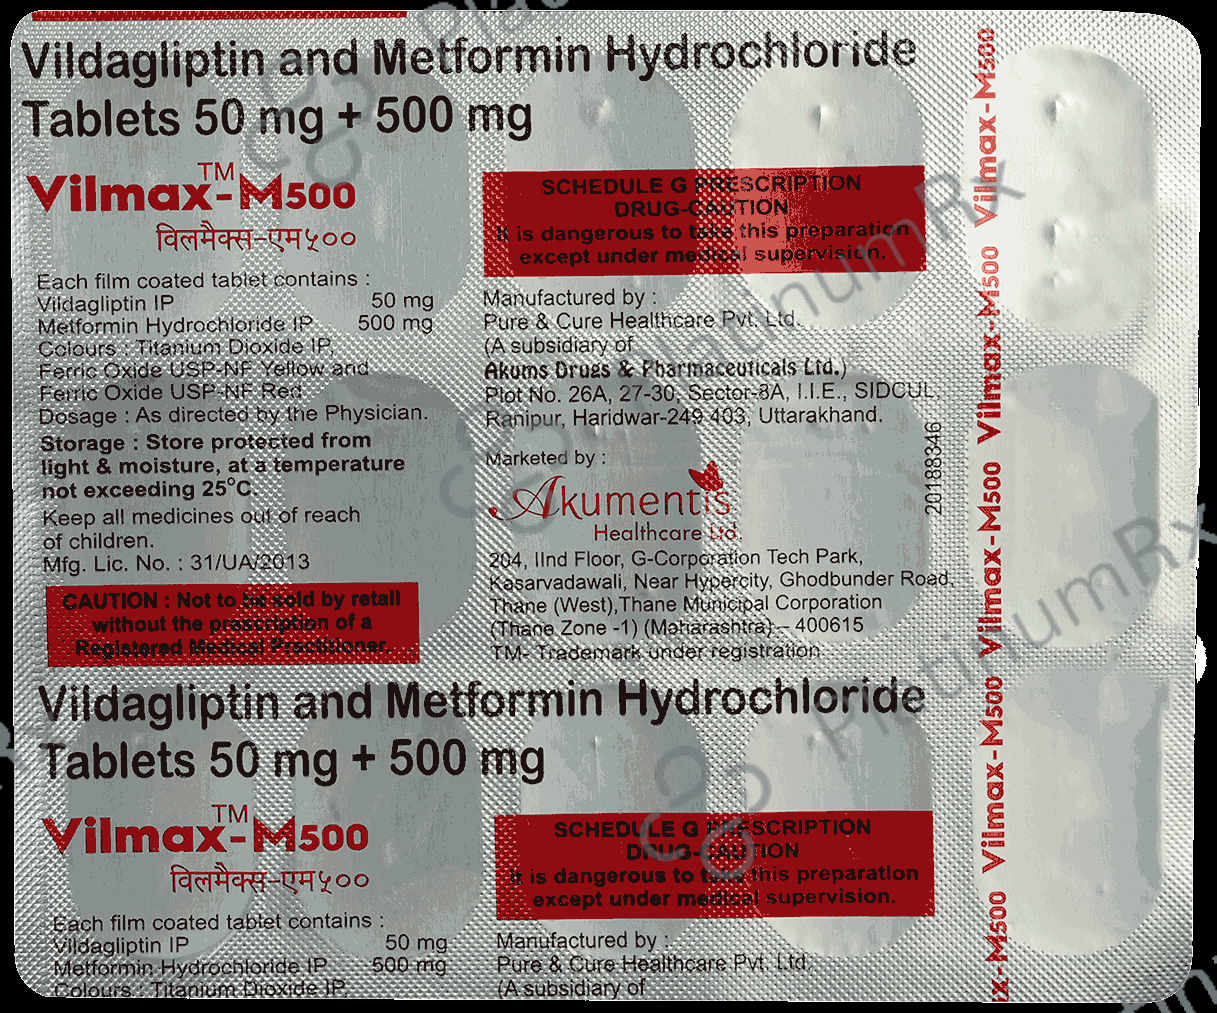 Vildagliptin and Metformin Hydrochloride
Tablets 50 mg + 500 mg
Vilmax™-M500
विलमैक्स-एम५००
Each film coated tablet contains :
Vildagliptin IP 50 mg
Metformin Hydrochloride IP 500 mg
Colours : Titanium Dioxide IP,
Ferric Oxide USP-NF Yellow and
Ferric Oxide USP-NF Red
Dosage : As directed by the Physician.
Storage : Store protected from
light & moisture, at a temperature
not exceeding 25°C.
Keep all medicines out of reach
of children.
Mfg. Lic. No. : 31/UA/2013
CAUTION : Not to be sold by retail
without the prescription of a
Registered Medical Practitioner.
SCHEDULE G PRESCRIPTION
DRUG-CAUTION
It is dangerous to take this preparation
except under medical supervision.
Manufactured by :
Pure & Cure Healthcare Pvt. Ltd.
(A subsidiary of
Akums Drugs & Pharmaceuticals Ltd.)
Plot No. 26A, 27-30, Sector-8A, I.I.E., SIDCUL,
Ranipur, Haridwar-249 403, Uttarakhand.
Marketed by :
Akumentis
Healthcare Ltd.
204, IInd Floor, G-Corporation Tech Park,
Kasarvadawali, Near Hypercity, Ghodbunder Road,
Thane (West),Thane Municipal Corporation
(Thane Zone -1) (Maharashtra) - 400615
TM- Trademark under registration
20188346
Vilmax-M500 Vilmax-M500 Vilmax-M500 Vilmax-M500 x-M500
Vildagliptin and Metformin Hydrochloride
Tablets 50 mg + 500 mg
Vilmax™-M500
विलमैक्स-एम५००
Each film coated tablet contains :
Vildagliptin IP 50 mg
Metformin Hydrochloride IP 500 mg
Colours : Titanium Dioxide IP,
SCHEDULE G PRESCRIPTION
DRUG-CAUTION
It is dangerous to take this preparation
except under medical supervision.
Manufactured by :
Pure & Cure Healthcare Pvt. Ltd.
(A subsidiary of
PlatinumRx
PlatinumRx